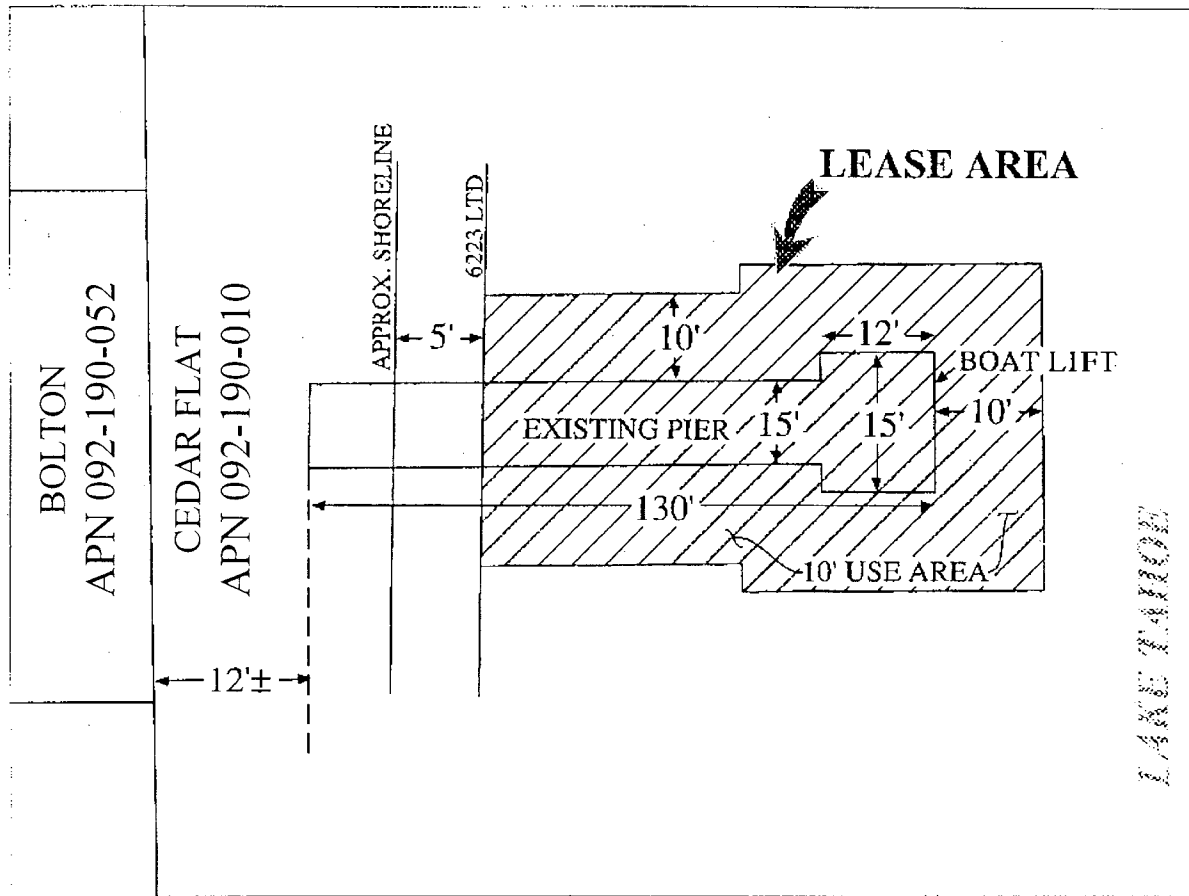 BOLTON
APN 092-190-052
CEDAR FLAT
APN 092-190-010
12'±
APPROX. SHORELINE
5'
6223 LTD
LEASE AREA
10'
12'
BOAT LIFT
EXISTING PIER
15'
15'
10'
130'
10' USE AREA
LAKE TAHOE